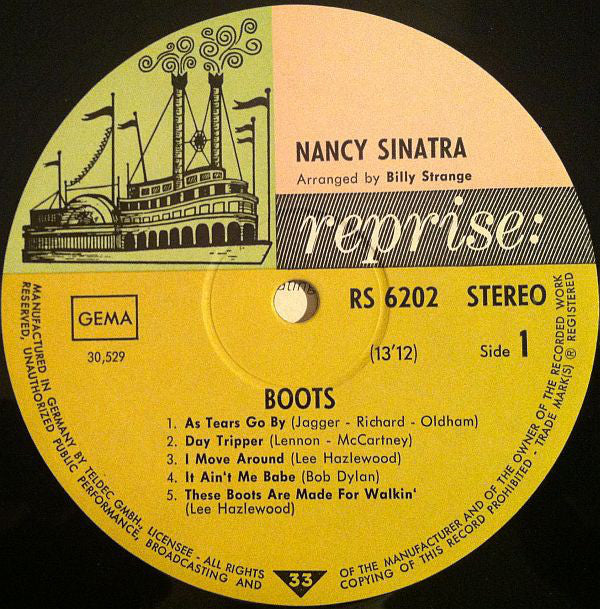 NANCY SINATRA
Arranged by Billy Strange
reprise:
RS 6202 STEREO
GEMA
30,529
(13'12)
Side 1
BOOTS
1. As Tears Go By (Jagger - Richard - Oldham)
2. Day Tripper (Lennon - McCartney)
3. I Move Around (Lee Hazlewood)
4. It Ain't Me Babe (Bob Dylan)
5. These Boots Are Made For Walkin'
(Lee Hazlewood)
MANUFACTURED IN GERMANY BY TELDEC GMBH., LICENSEE - ALL RIGHTS
RESERVED, UNAUTHORIZED PUBLIC PERFORMANCE, BROADCASTING AND
33
OF THE MANUFACTURER AND OF THE OWNER OF THE RECORDED WORK
COPYING OF THIS RECORD PROHIBITED - TRADE MARK(S) ® REGISTERED